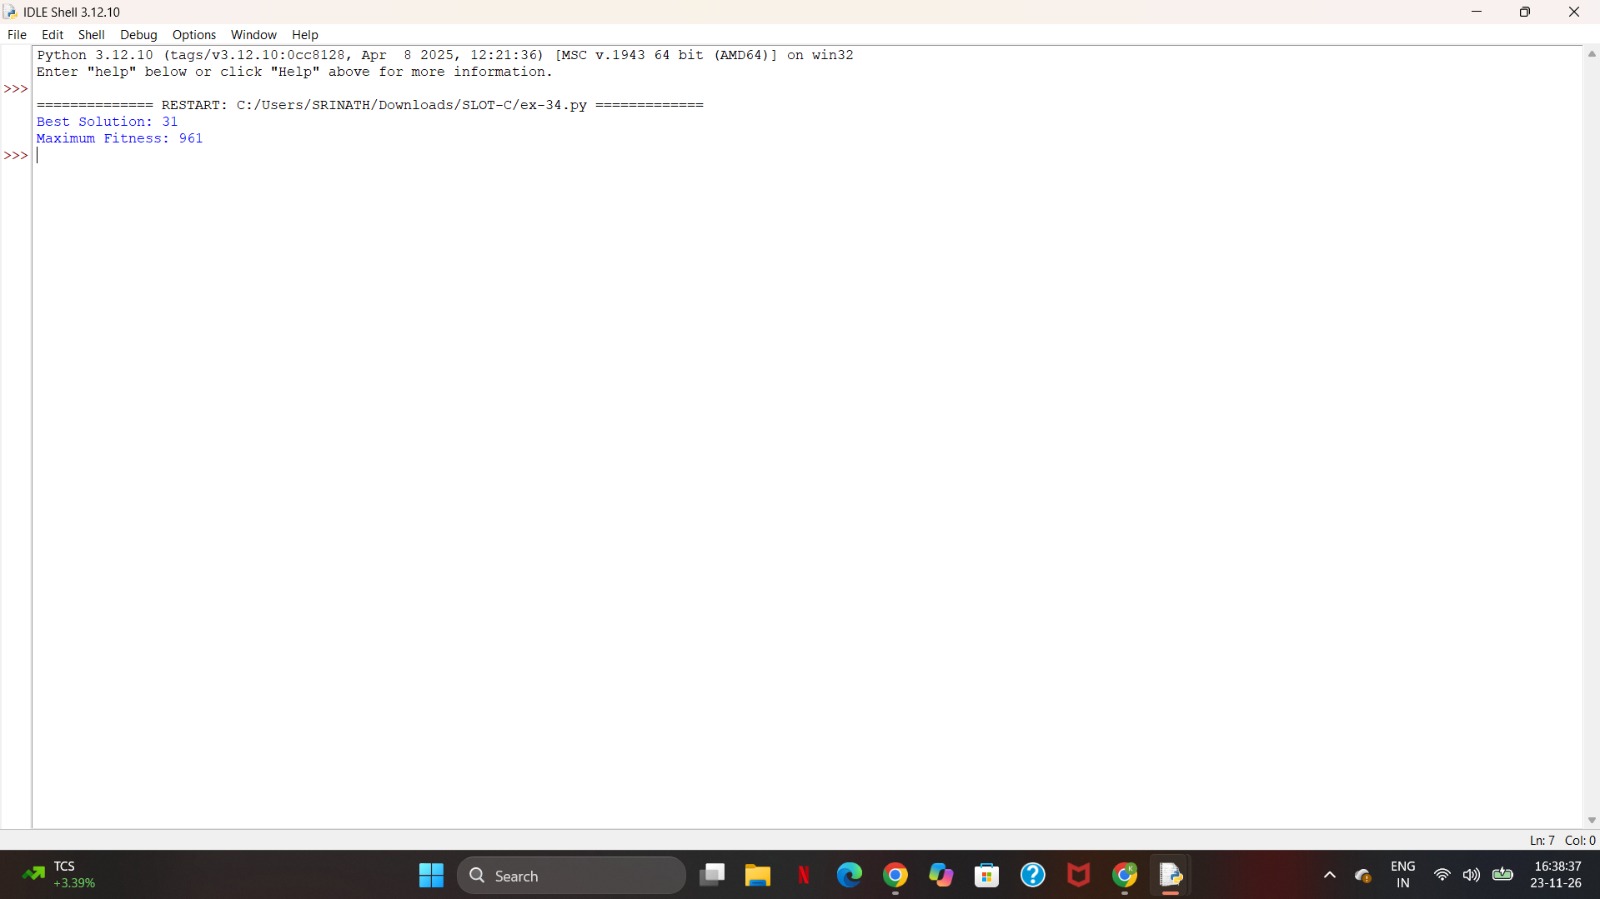 IDLE Shell 3.12.10
File Edit Shell Debug Options Window Help
Python 3.12.10 (tags/v3.12.10:0cc8128, Apr  8 2025, 12:21:36) [MSC v.1943 64 bit (AMD64)] on win32
Enter "help" below or click "Help" above for more information.
>>>
============== RESTART: C:/Users/SRINATH/Downloads/SLOT-C/ex-34.py =============
Best Solution: 31
Maximum Fitness: 961
>>>
Ln: 7 Col: 0
TCS
+3.39%
Search
ENG
IN
16:38:37
23-11-26